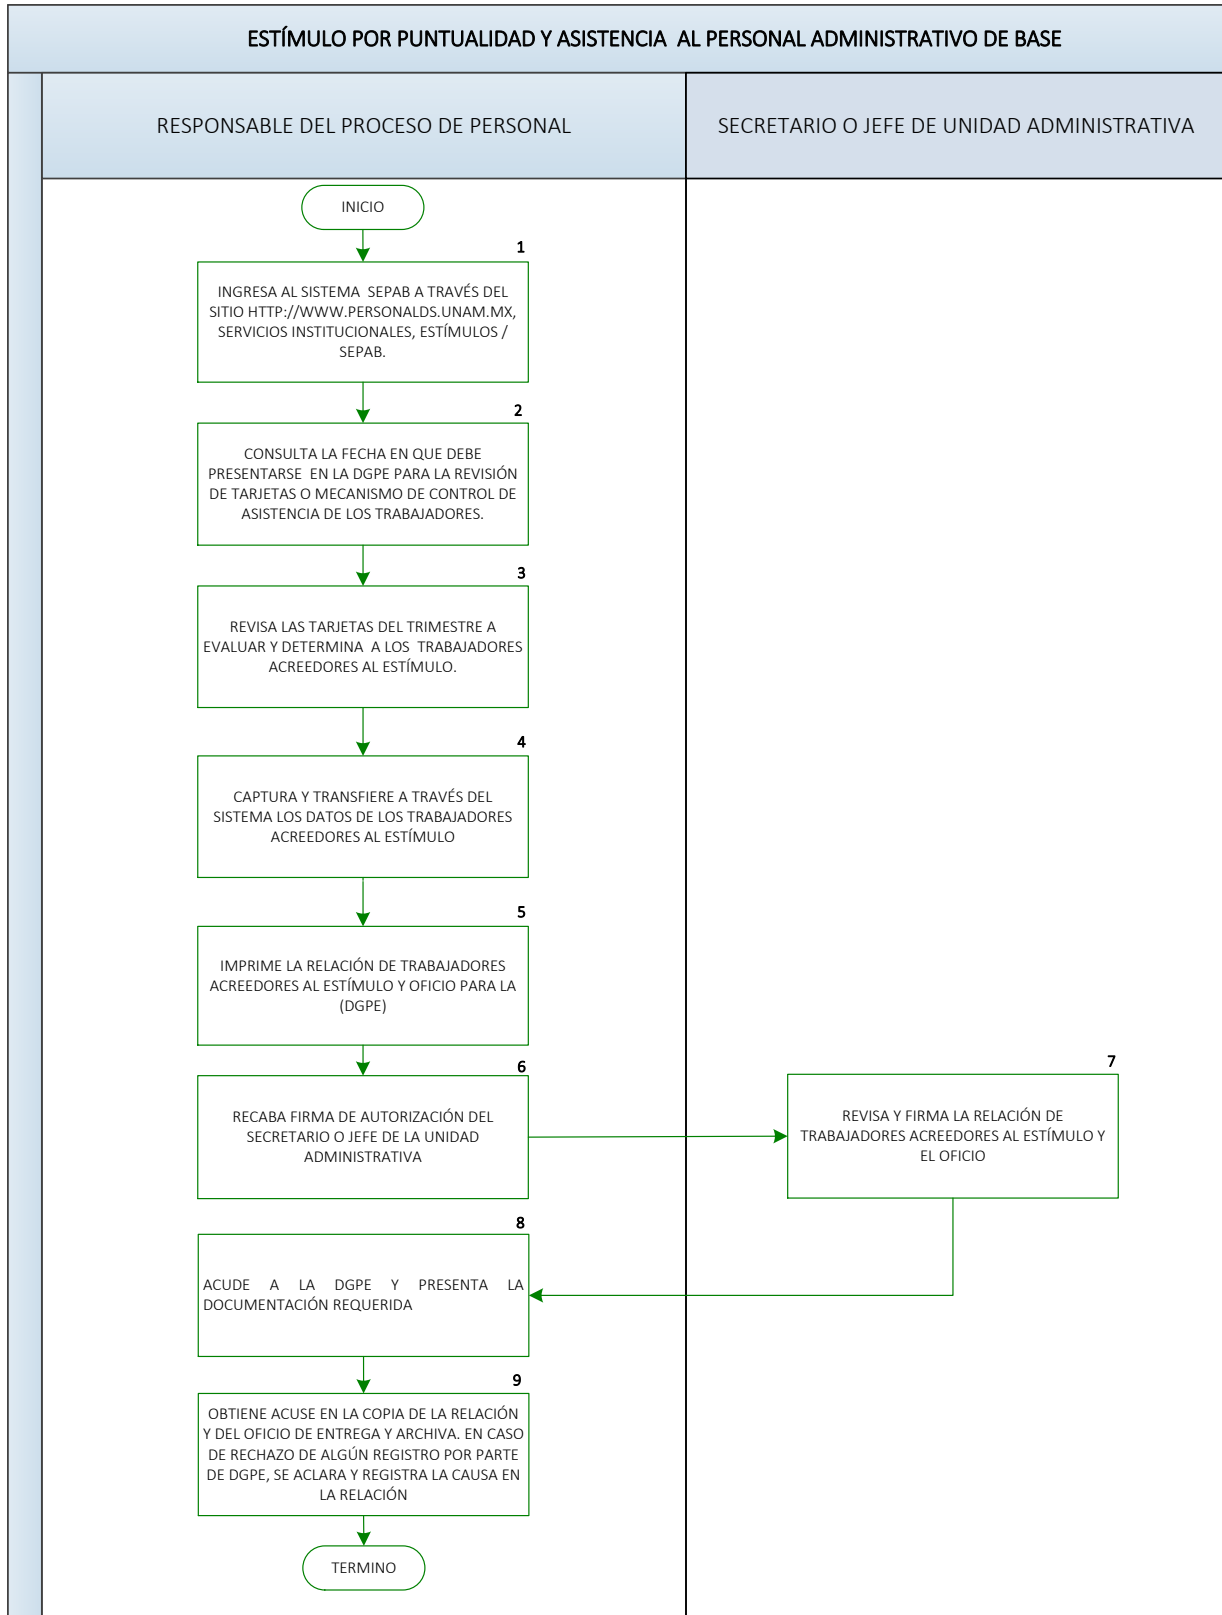 ESTÍMULO POR PUNTUALIDAD Y ASISTENCIA AL PERSONAL ADMINISTRATIVO DE BASE
RESPONSABLE DEL PROCESO DE PERSONAL
SECRETARIO O JEFE DE UNIDAD ADMINISTRATIVA
INICIO
1
INGRESA AL SISTEMA SEPAB A TRAVÉS DEL
SITIO HTTP://WWW.PERSONALDS.UNAM.MX,
SERVICIOS INSTITUCIONALES, ESTÍMULOS /
SEPAB.
2
CONSULTA LA FECHA EN QUE DEBE
PRESENTARSE EN LA DGPE PARA LA REVISIÓN
DE TARJETAS O MECANISMO DE CONTROL DE
ASISTENCIA DE LOS TRABAJADORES.
3
REVISA LAS TARJETAS DEL TRIMESTRE A
EVALUAR Y DETERMINA A LOS TRABAJADORES
ACREEDORES AL ESTÍMULO.
4
CAPTURA Y TRANSFIERE A TRAVÉS DEL
SISTEMA LOS DATOS DE LOS TRABAJADORES
ACREEDORES AL ESTÍMULO
5
IMPRIME LA RELACIÓN DE TRABAJADORES
ACREEDORES AL ESTÍMULO Y OFICIO PARA LA
(DGPE)
6
RECABA FIRMA DE AUTORIZACIÓN DEL
SECRETARIO O JEFE DE LA UNIDAD
ADMINISTRATIVA
7
REVISA Y FIRMA LA RELACIÓN DE
TRABAJADORES ACREEDORES AL ESTÍMULO Y
EL OFICIO
8
ACUDE A LA DGPE Y PRESENTA LA
DOCUMENTACIÓN REQUERIDA
9
OBTIENE ACUSE EN LA COPIA DE LA RELACIÓN
Y DEL OFICIO DE ENTREGA Y ARCHIVA. EN CASO
DE RECHAZO DE ALGÚN REGISTRO POR PARTE
DE DGPE, SE ACLARA Y REGISTRA LA CAUSA EN
LA RELACIÓN
TERMINO